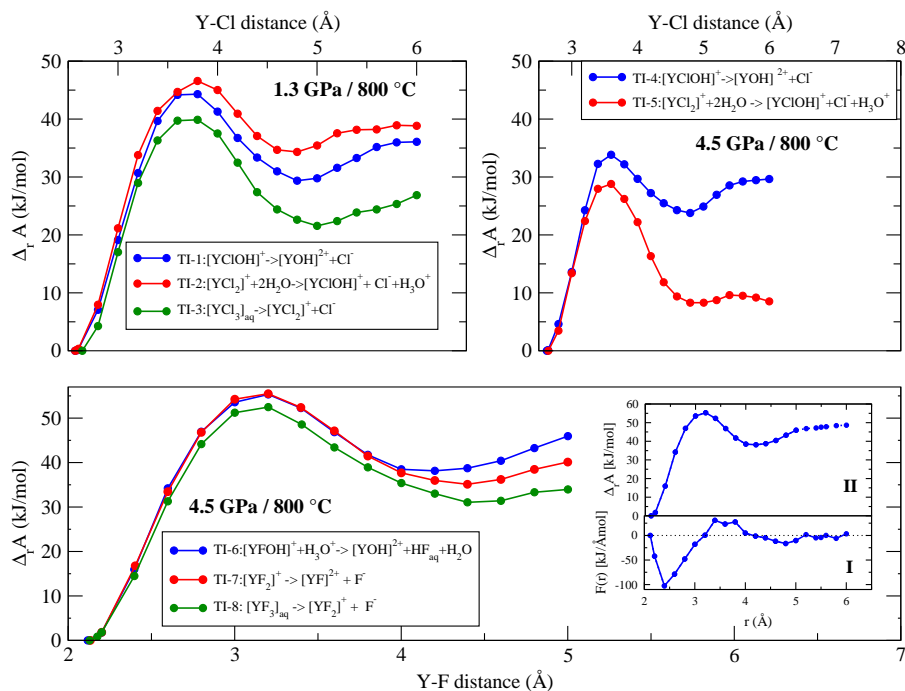 Y-Cl distance (Å)
3 4 5 6
Δ_r A (kJ/mol)
50
40
30
20
10
0
1.3 GPa / 800 °C
TI-1:[YClOH]⁺->[YOH]²⁺+Cl⁻
TI-2:[YCl₂]⁺+2H₂O->[YClOH]⁺+ Cl⁻+H₃O⁺
TI-3:[YCl₃]aq->[YCl₂]⁺+Cl⁻
Y-Cl distance (Å)
3 4 5 6 7 8
Δ_r A (kJ/mol)
50
40
30
20
10
0
TI-4:[YClOH]⁺->[YOH] ²⁺+Cl⁻
TI-5:[YCl₂]⁺+2H₂O -> [YClOH]⁺+Cl⁻+H₃O⁺
4.5 GPa / 800 °C
Δ_r A (kJ/mol)
50
40
30
20
10
0
4.5 GPa / 800 °C
TI-6:[YFOH]⁺+H₃O⁺-> [YOH]²⁺+HFaq+H₂O
TI-7:[YF₂]⁺ -> [YF]²⁺ + F⁻
TI-8: [YF₃]aq -> [YF₂]⁺ + F⁻
2 3 4 5 6 7
Y-F distance (Å)
Δ_r A [kJ/mol]
60
50
40
30
20
10
0
II
F(r) [kJ/Åmol]
0
-50
-100
I
2 3 4 5 6
r (Å)